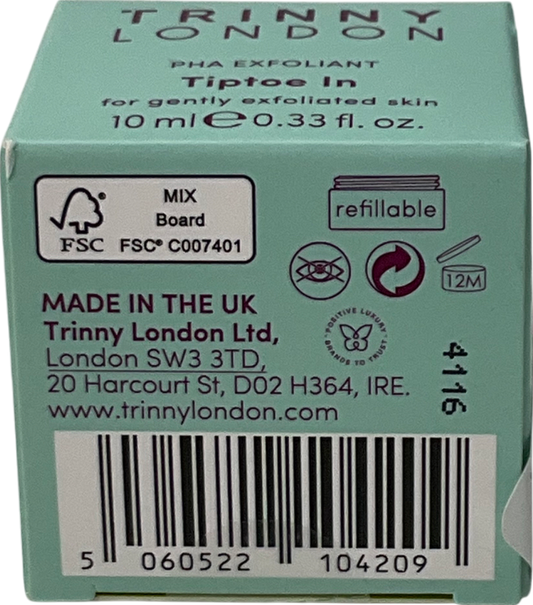 TRINNY
LONDON
PHA EXFOLIANT
Tiptoe In
for gently exfoliated skin
10 ml ℮ 0.33 fl. oz.
FSC
MIX
Board
FSC® C007401
refillable
12M
MADE IN THE UK
Trinny London Ltd,
London SW3 3TD,
20 Harcourt St, D02 H364, IRE.
www.trinnylondon.com
"POSITIVE LUXURY"
BRANDS TO TRUST
4116
5 060522 104209